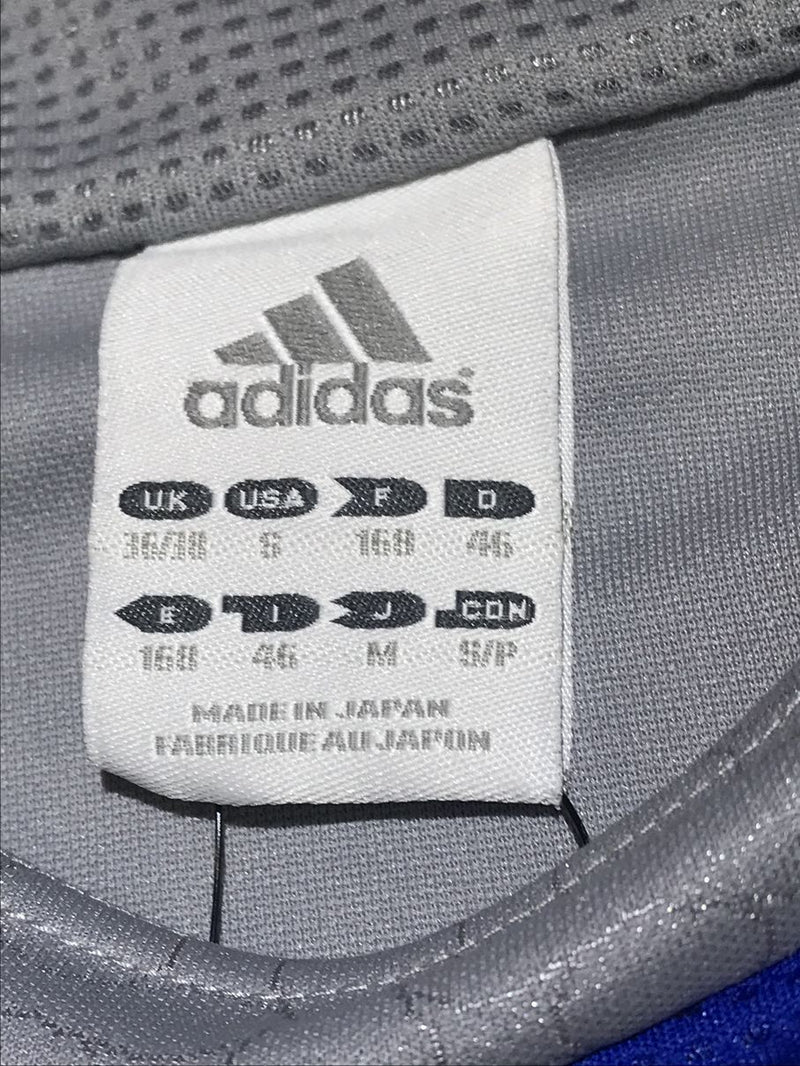 adidas
UK USA F D
36/38 S 168 46
E I J CDN
168 46 M S/P
MADE IN JAPAN
FABRIQUE AU JAPON